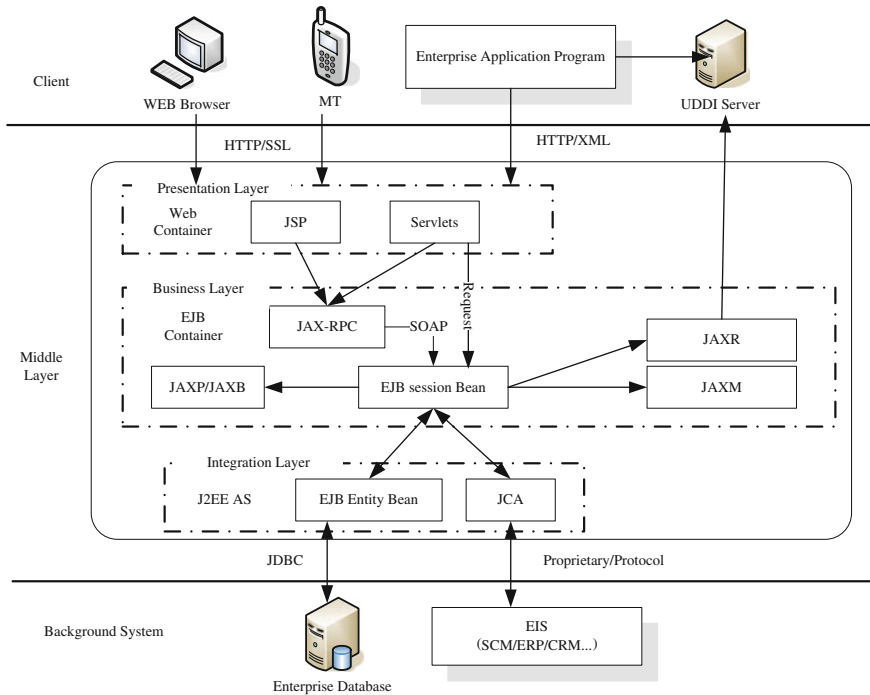 Enterprise Application Program
Client
WEB Browser
MT
UDDI Server
HTTP/SSL
HTTP/XML
Presentation Layer
Web
Container
JSP
Servlets
Request
Business Layer
EJB
Container
JAX-RPC
SOAP
JAXR
Middle
Layer
JAXP/JAXB
EJB session Bean
JAXM
Integration Layer
J2EE AS
EJB Entity Bean
JCA
JDBC
Proprietary/Protocol
Background System
EIS
(SCM/ERP/CRM...)
Enterprise Database